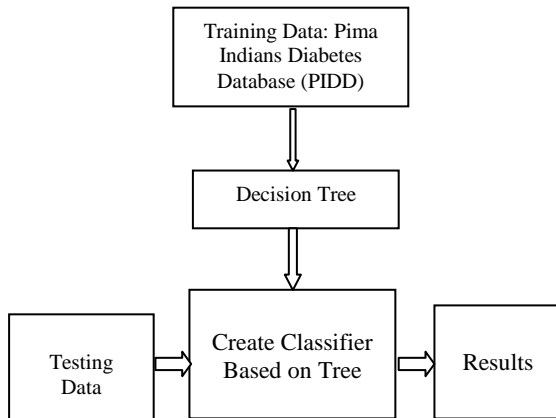 Training Data: Pima
Indians Diabetes
Database (PIDD)
Decision Tree
Create Classifier
Based on Tree
Testing
Data
Results